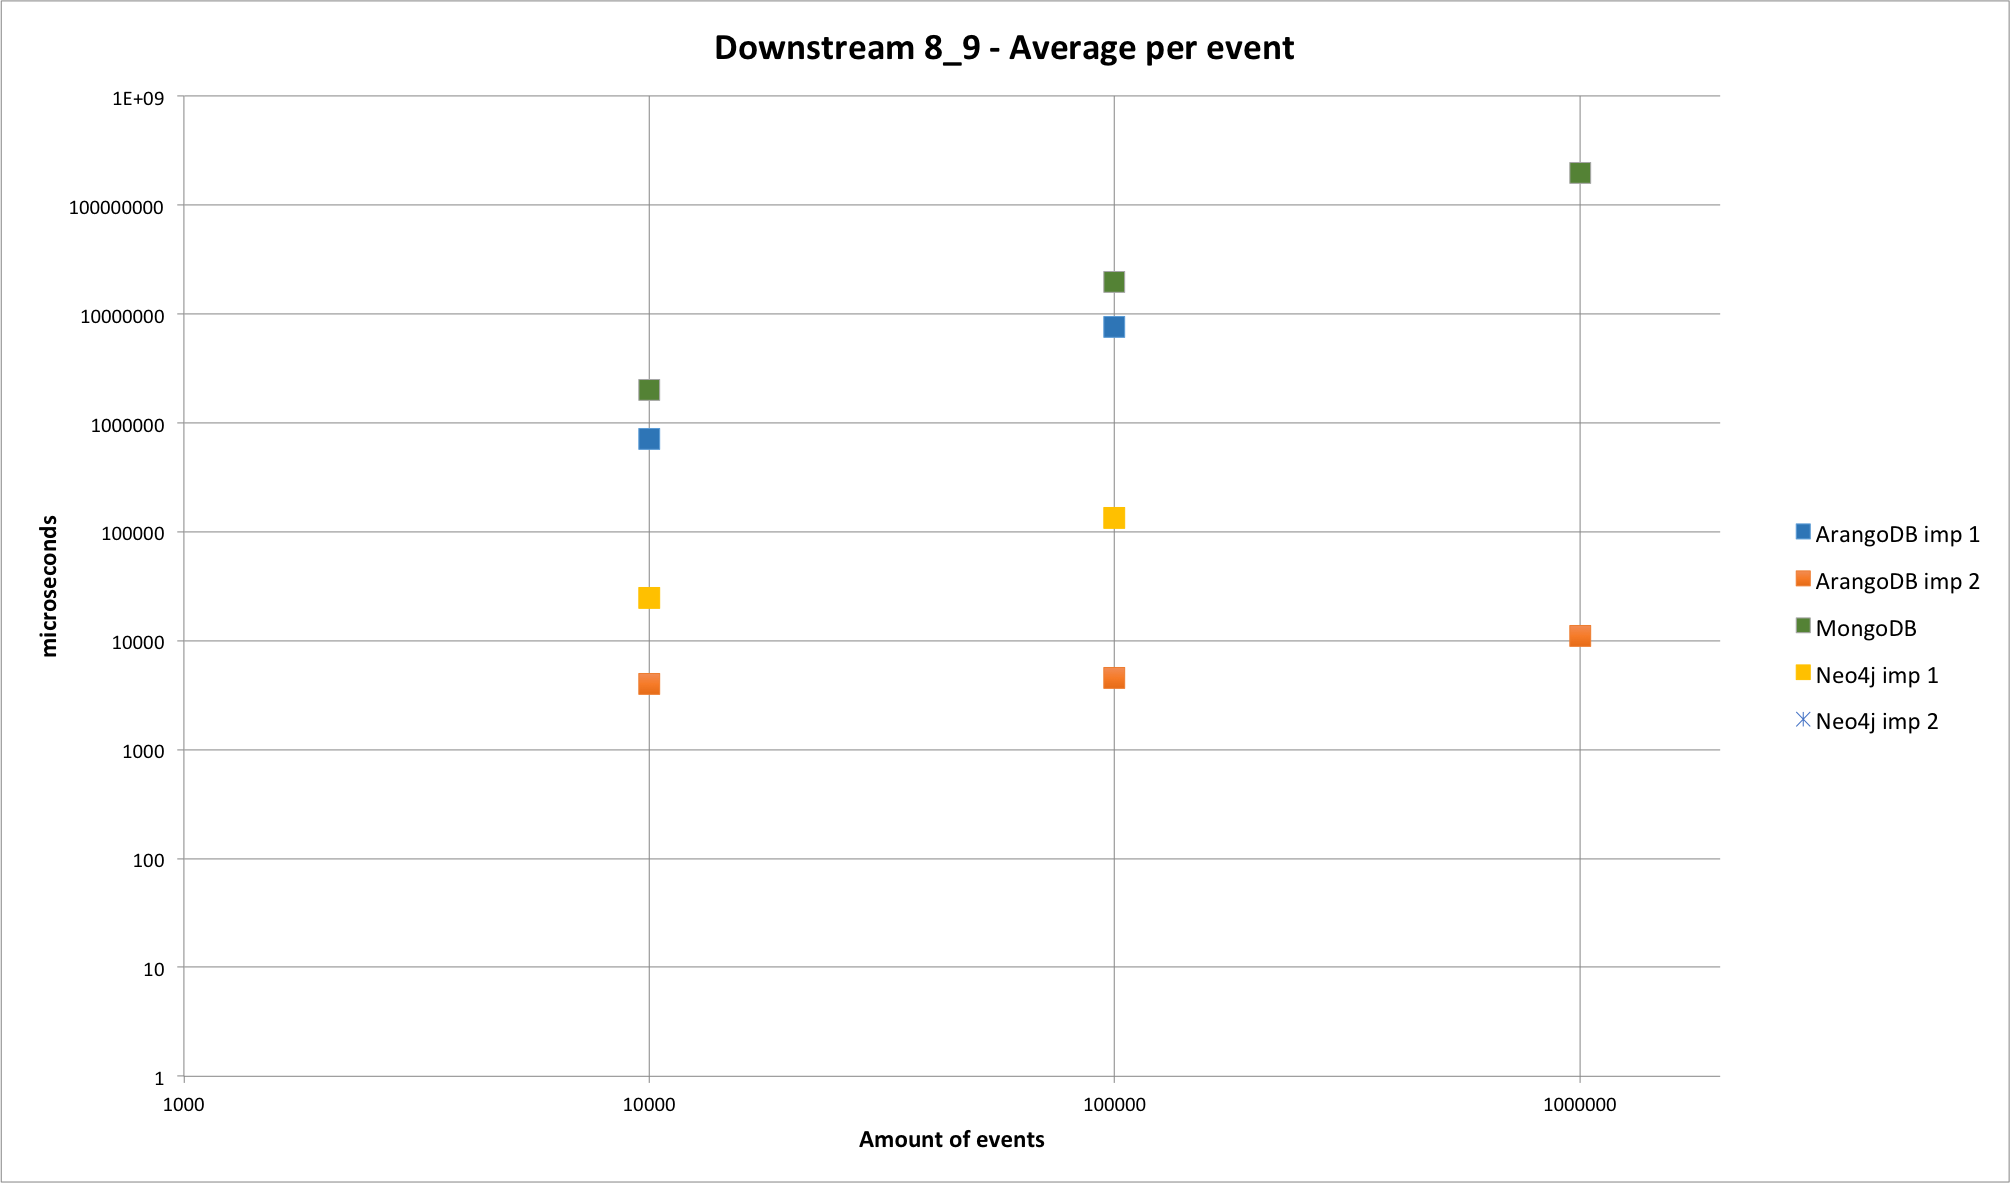 Downstream 8_9 - Average per event
1E+09
100000000
10000000
1000000
100000
10000
1000
100
10
1
microseconds
1000
10000
100000
1000000
Amount of events
ArangoDB imp 1
ArangoDB imp 2
MongoDB
Neo4j imp 1
Neo4j imp 2